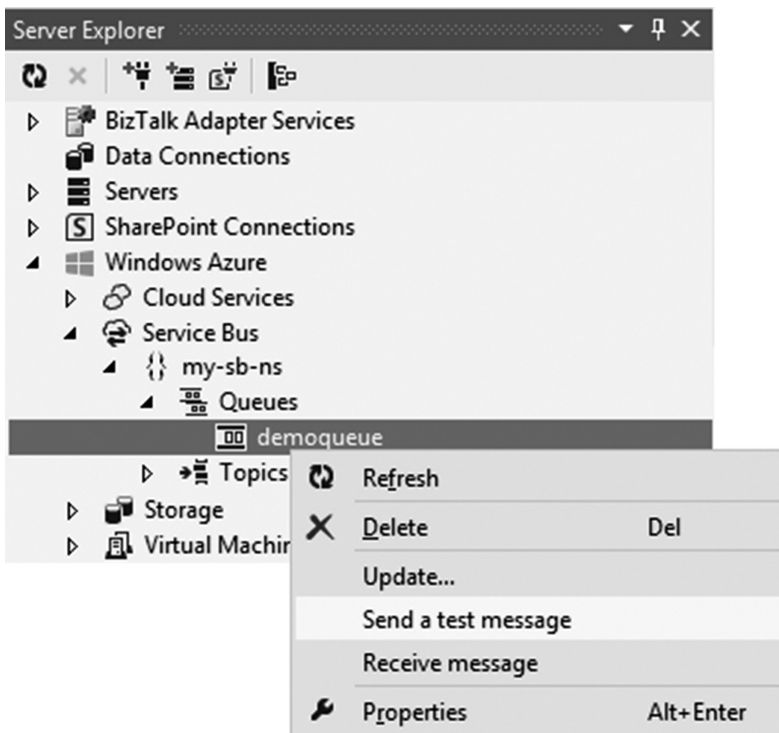 Server Explorer
BizTalk Adapter Services
Data Connections
Servers
SharePoint Connections
Windows Azure
Cloud Services
Service Bus
my-sb-ns
Queues
demoqueue
Topics
Storage
Virtual Machin
Refresh
Delete Del
Update...
Send a test message
Receive message
Properties Alt+Enter